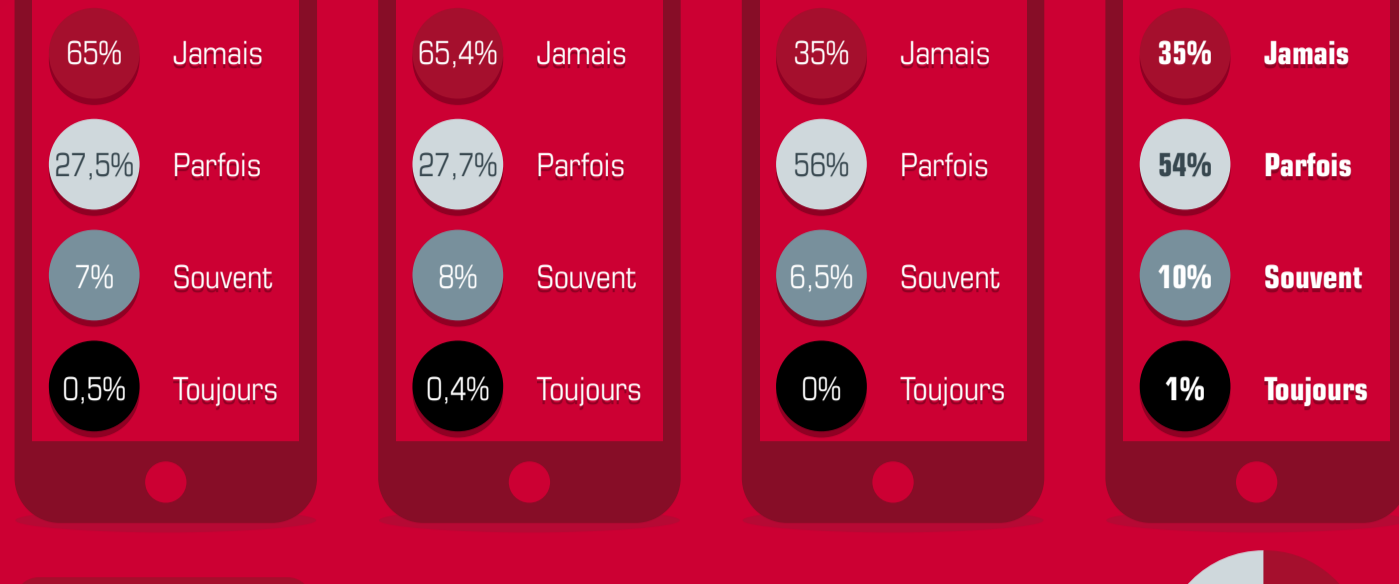 65% Jamais
27,5% Parfois
7% Souvent
0,5% Toujours
65,4% Jamais
27,7% Parfois
8% Souvent
0,4% Toujours
35% Jamais
56% Parfois
6,5% Souvent
0% Toujours
35% Jamais
54% Parfois
10% Souvent
1% Toujours